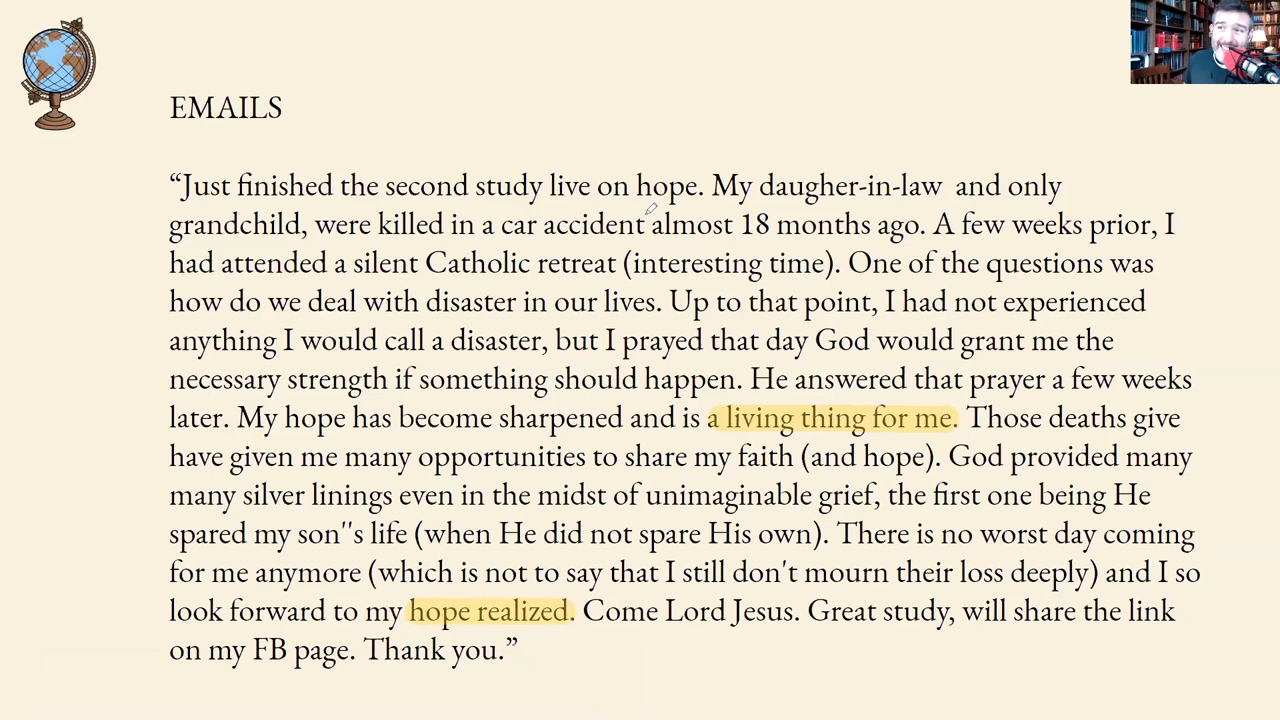 EMAILS
“Just finished the second study live on hope. My daugher-in-law  and only
grandchild, were killed in a car accident almost 18 months ago. A few weeks prior, I
had attended a silent Catholic retreat (interesting time). One of the questions was
how do we deal with disaster in our lives. Up to that point, I had not experienced
anything I would call a disaster, but I prayed that day God would grant me the
necessary strength if something should happen. He answered that prayer a few weeks
later. My hope has become sharpened and is a living thing for me. Those deaths give
have given me many opportunities to share my faith (and hope). God provided many
many silver linings even in the midst of unimaginable grief, the first one being He
spared my son''s life (when He did not spare His own). There is no worst day coming
for me anymore (which is not to say that I still don't mourn their loss deeply) and I so
look forward to my hope realized. Come Lord Jesus. Great study, will share the link
on my FB page. Thank you.”